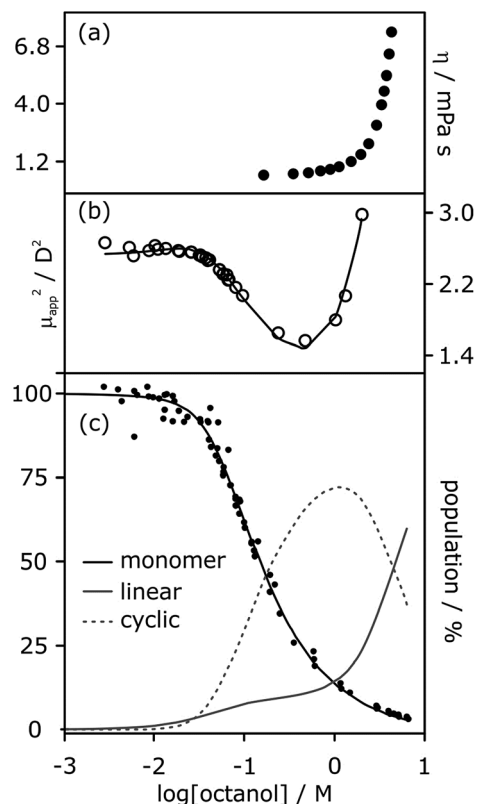 (a)
6.8
4.0
1.2
η / mPa s
(b)
μapp² / D²
3.0
2.2
1.4
(c)
100
75
50
25
0
monomer
linear
cyclic
population / %
-3
-2
-1
0
1
log[octanol] / M